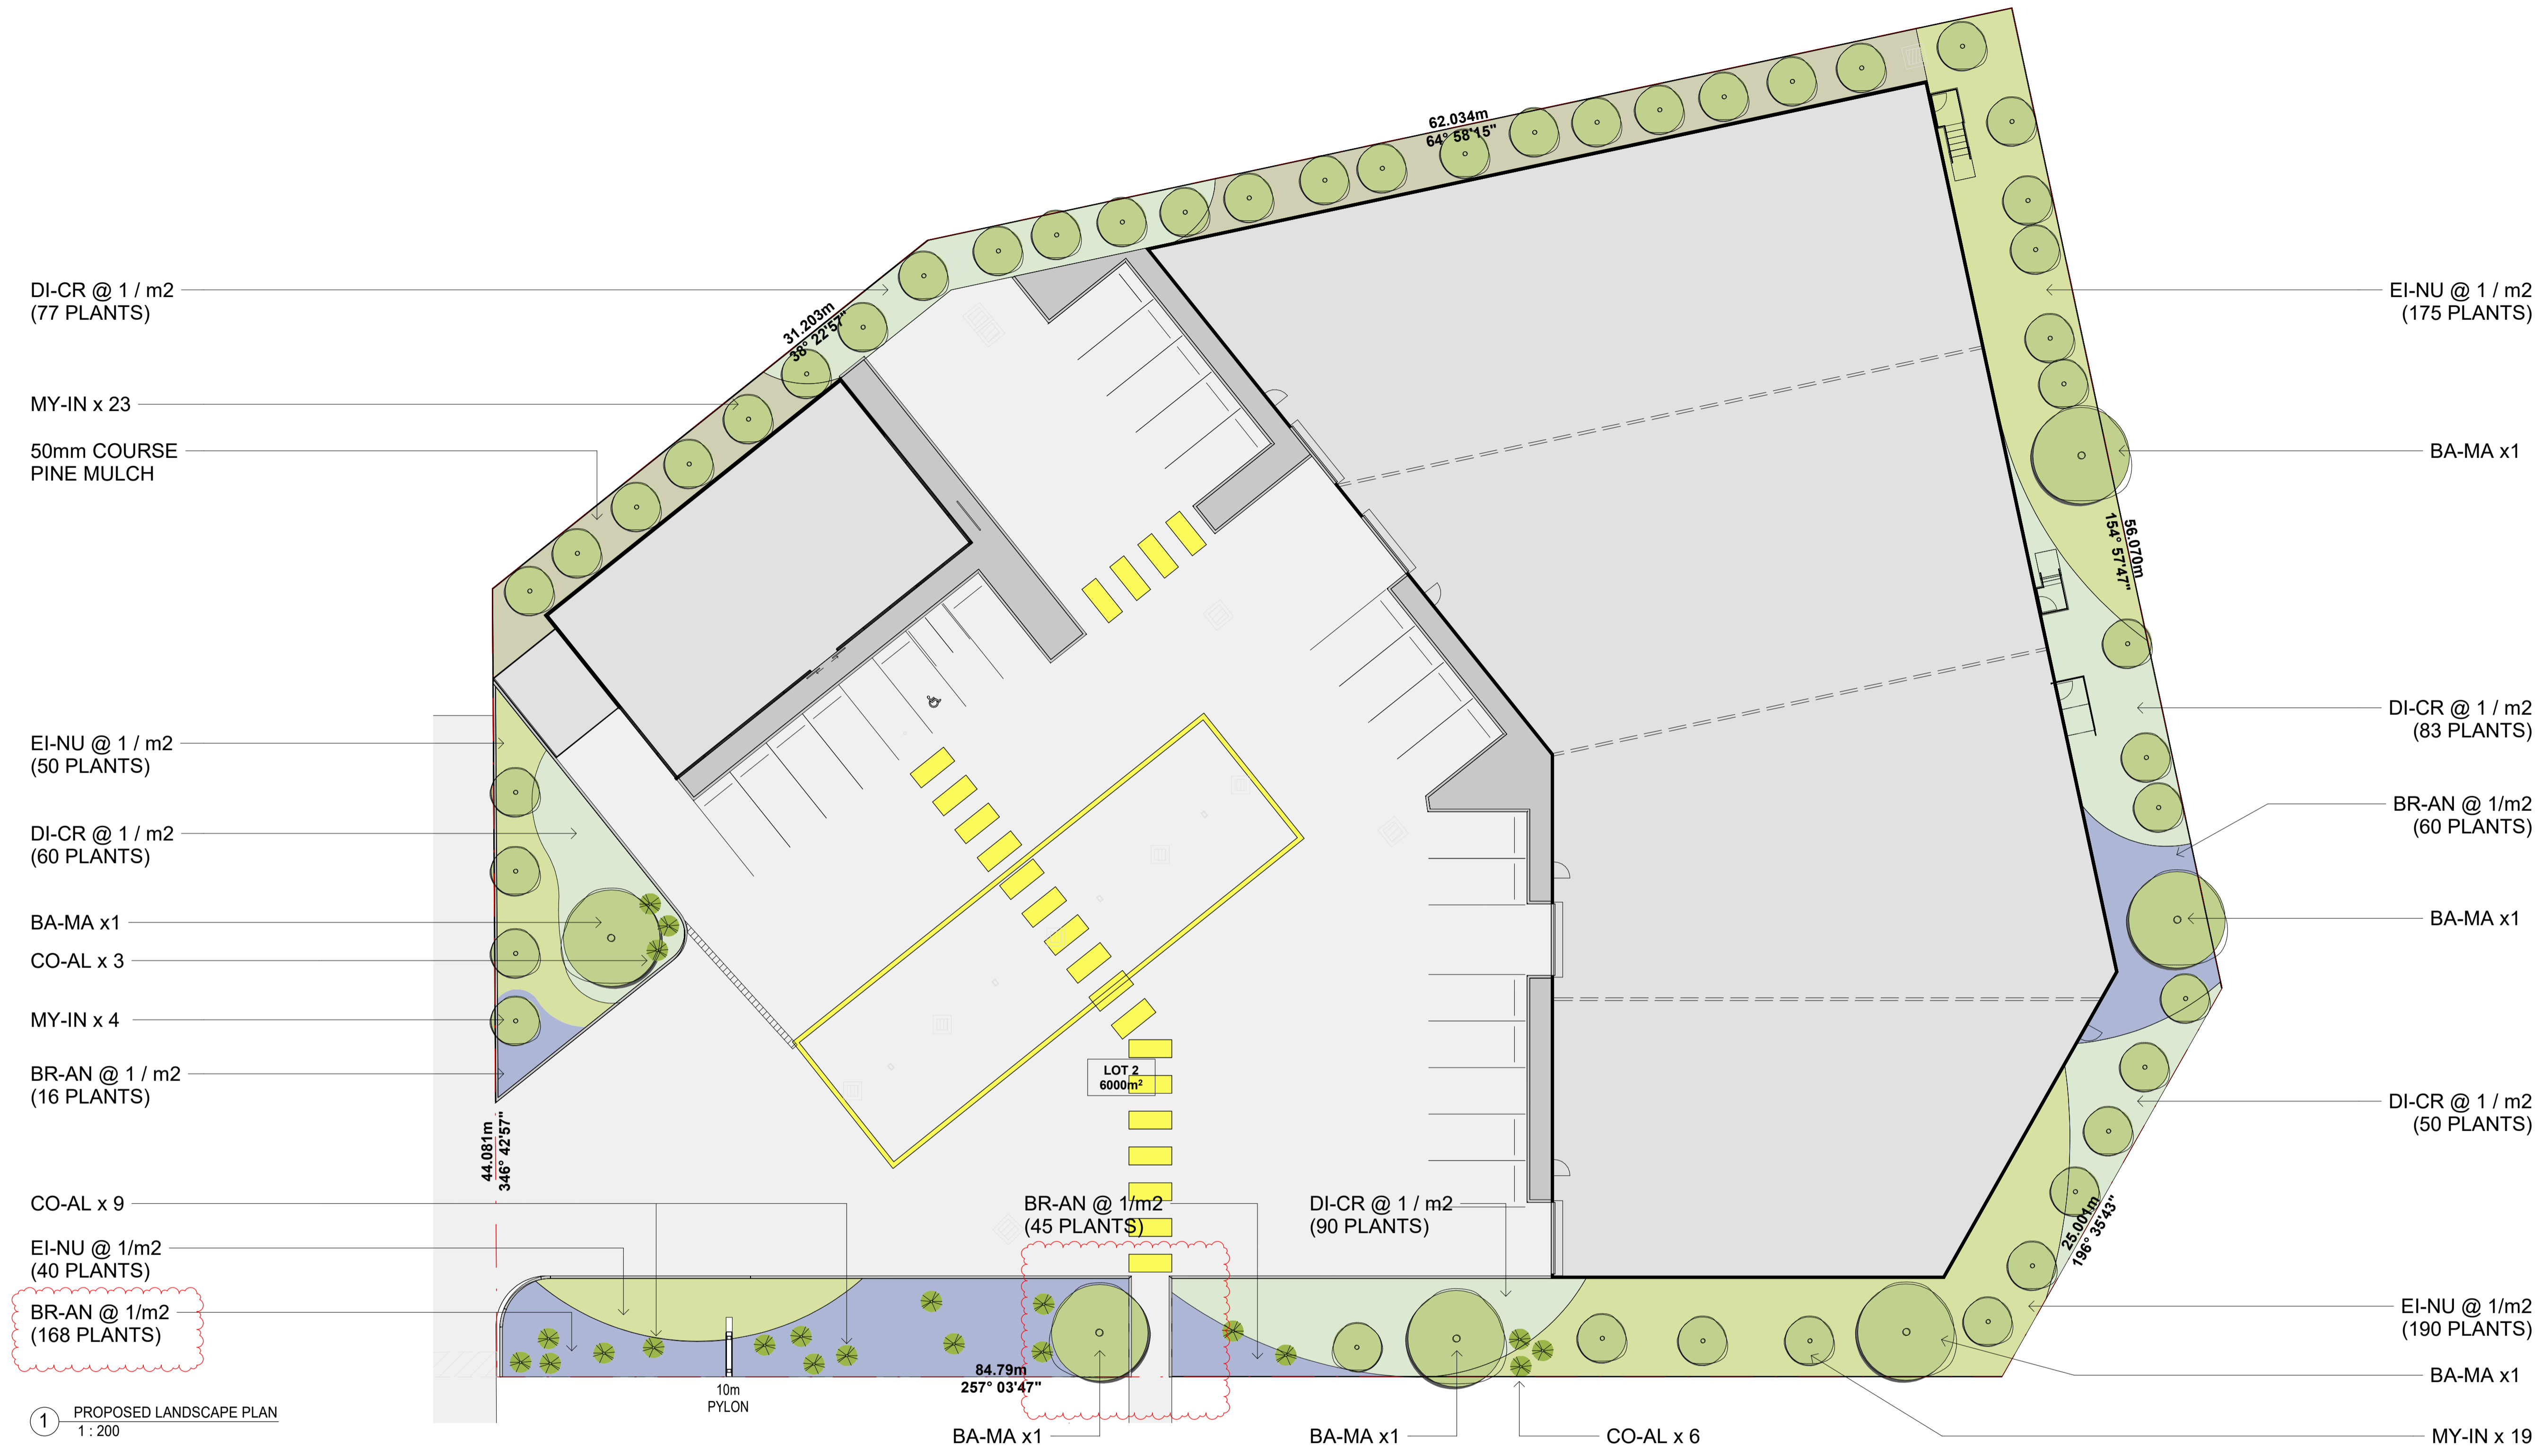 62.034m
64° 58'15"
DI-CR @ 1 / m2
(77 PLANTS)
31.203m
38° 22'57"
MY-IN x 23
50mm COURSE
PINE MULCH
EI-NU @ 1 / m2
(175 PLANTS)
BA-MA x1
56.070m
154° 57'47"
EI-NU @ 1 / m2
(50 PLANTS)
DI-CR @ 1 / m2
(60 PLANTS)
BA-MA x1
CO-AL x 3
MY-IN x 4
BR-AN @ 1 / m2
(16 PLANTS)
DI-CR @ 1 / m2
(83 PLANTS)
BR-AN @ 1/m2
(60 PLANTS)
BA-MA x1
LOT 2
6000m²
DI-CR @ 1 / m2
(50 PLANTS)
44.081m
346° 42'57"
CO-AL x 9
EI-NU @ 1/m2
(40 PLANTS)
BR-AN @ 1/m2
(168 PLANTS)
BR-AN @ 1/m2
(45 PLANTS)
DI-CR @ 1 / m2
(90 PLANTS)
25.001m
196° 35'43"
EI-NU @ 1/m2
(190 PLANTS)
BA-MA x1
84.79m
257° 03'47"
10m
PYLON
1 PROPOSED LANDSCAPE PLAN
1 : 200
BA-MA x1
BA-MA x1
CO-AL x 6
MY-IN x 19